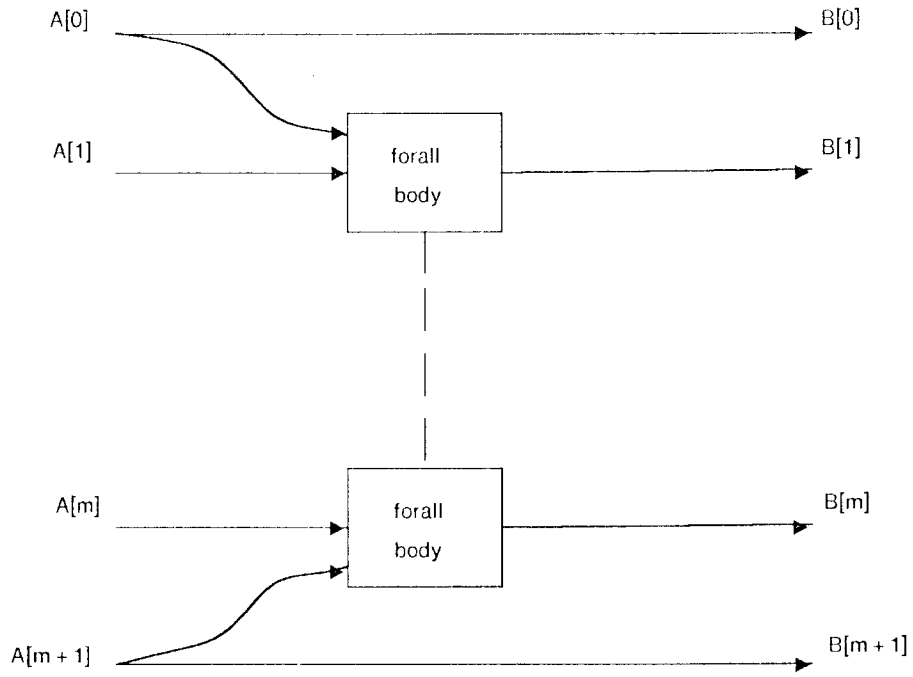 A[0]
B[0]
A[1]
forall
body
B[1]
A[m]
forall
body
B[m]
A[m + 1]
B[m + 1]